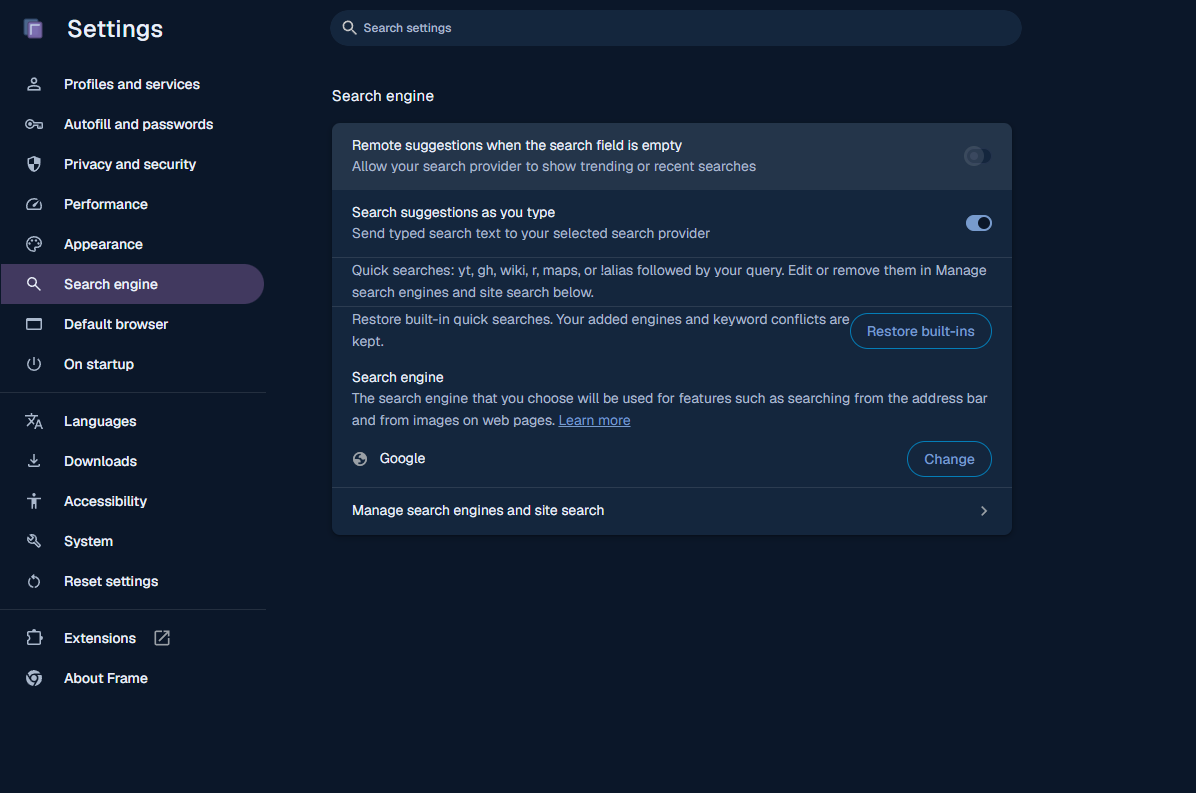 Settings
Search settings
Profiles and services
Autofill and passwords
Privacy and security
Performance
Appearance
Search engine
Default browser
On startup
Languages
Downloads
Accessibility
System
Reset settings
Extensions
About Frame
Search engine
Remote suggestions when the search field is empty
Allow your search provider to show trending or recent searches
Search suggestions as you type
Send typed search text to your selected search provider
Quick searches: yt, gh, wiki, r, maps, or !alias followed by your query. Edit or remove them in Manage
search engines and site search below.
Restore built-in quick searches. Your added engines and keyword conflicts are
kept.
Restore built-ins
Search engine
The search engine that you choose will be used for features such as searching from the address bar
and from images on web pages. Learn more
Google
Change
Manage search engines and site search